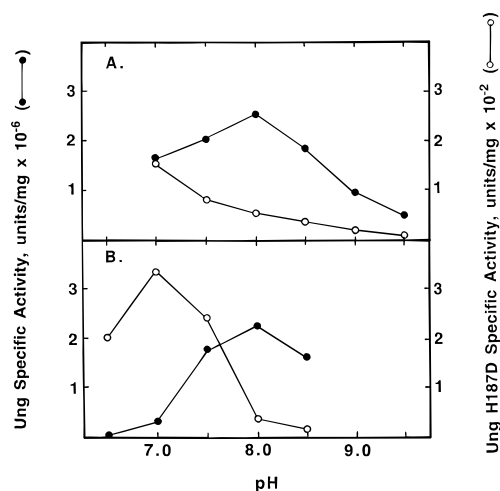 Ung Specific Activity, units/mg x 10⁻⁶ (●—●)
A.
3
2
1
3
2
1
B.
3
2
1
3
2
1
7.0 8.0 9.0
pH
Ung H187D Specific Activity, units/mg x 10⁻² (○—○)